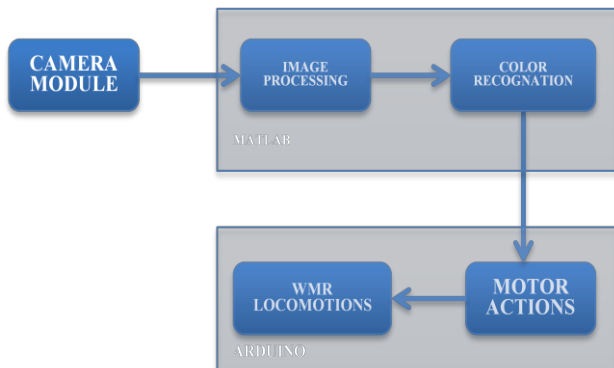 CAMERA
MODULE
IMAGE
PROCESSING
COLOR
RECOGNATION
MATLAB
WMR
LOCOMOTIONS
MOTOR
ACTIONS
ARDUINO